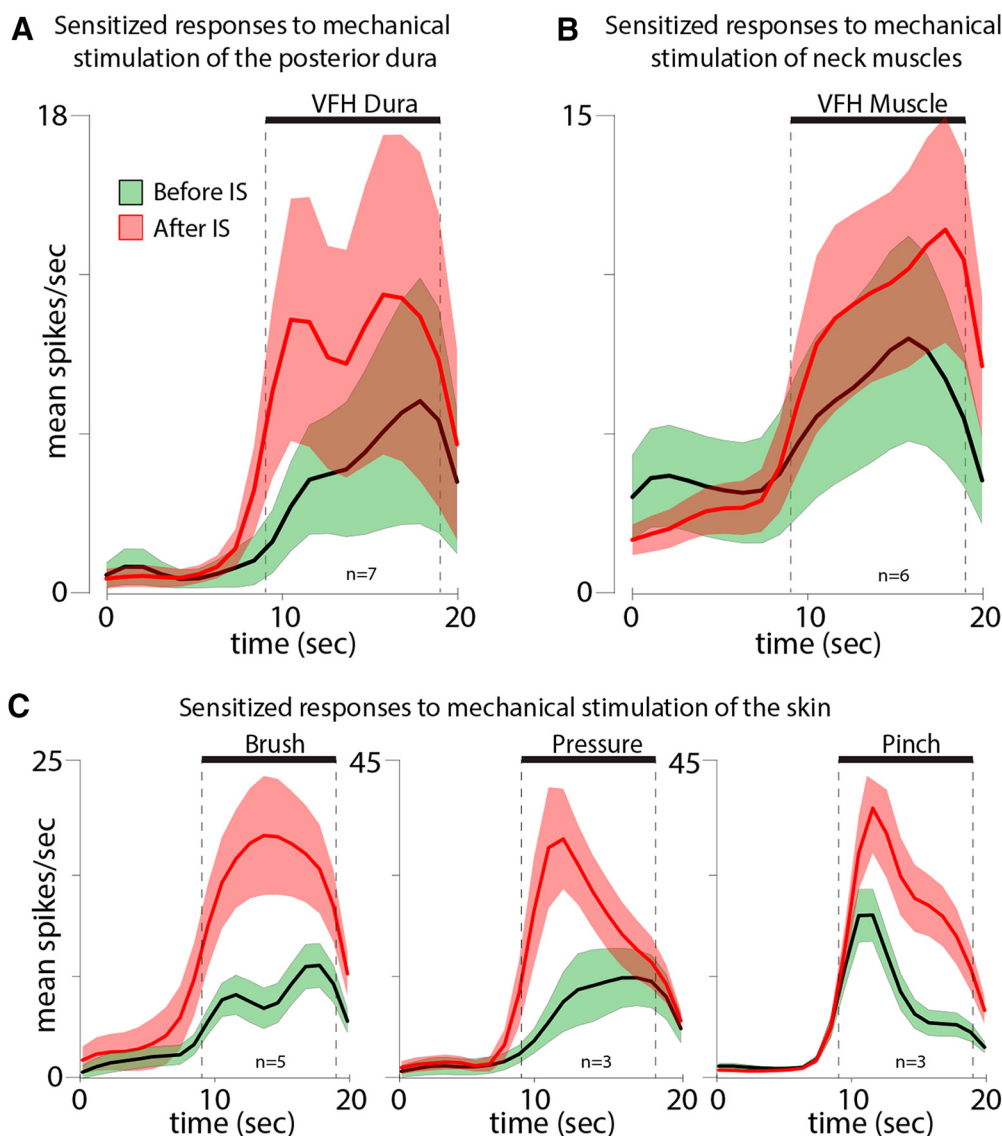 A
Sensitized responses to mechanical
stimulation of the posterior dura
VFH Dura
18
Before IS
After IS
mean spikes/sec
n=7
0
0
10
20
time (sec)
B
Sensitized responses to mechanical
stimulation of neck muscles
VFH Muscle
15
n=6
0
0
10
20
time (sec)
C
Sensitized responses to mechanical stimulation of the skin
Brush
25
mean spikes/sec
n=5
0
0
10
20
time (sec)
Pressure
45
n=3
0
10
20
time (sec)
Pinch
45
n=3
0
10
20
time (sec)